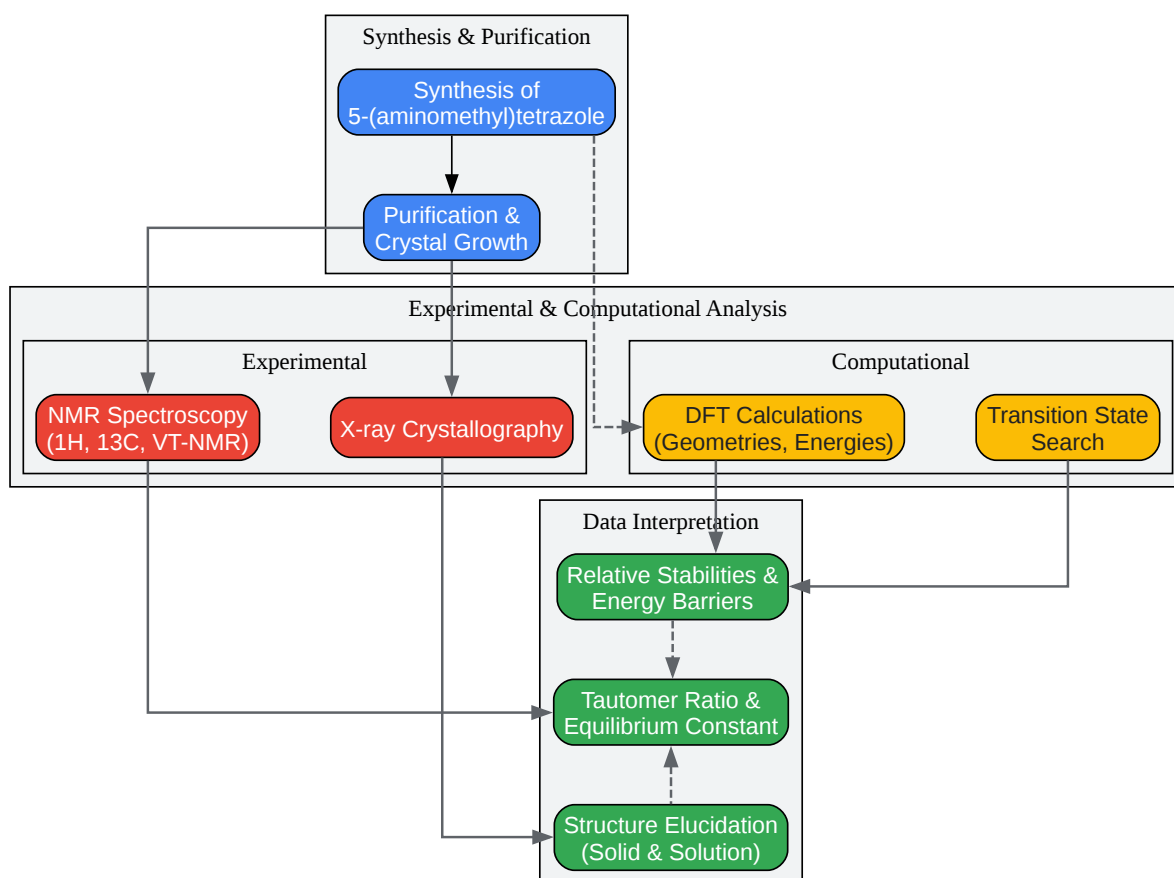 Synthesis & Purification
Synthesis of
5-(aminomethyl)tetrazole
Purification &
Crystal Growth
Experimental & Computational Analysis
Experimental
NMR Spectroscopy
(1H, 13C, VT-NMR)
X-ray Crystallography
Computational
DFT Calculations
(Geometries, Energies)
Transition State
Search
Data Interpretation
Relative Stabilities &
Energy Barriers
Tautomer Ratio &
Equilibrium Constant
Structure Elucidation
(Solid & Solution)